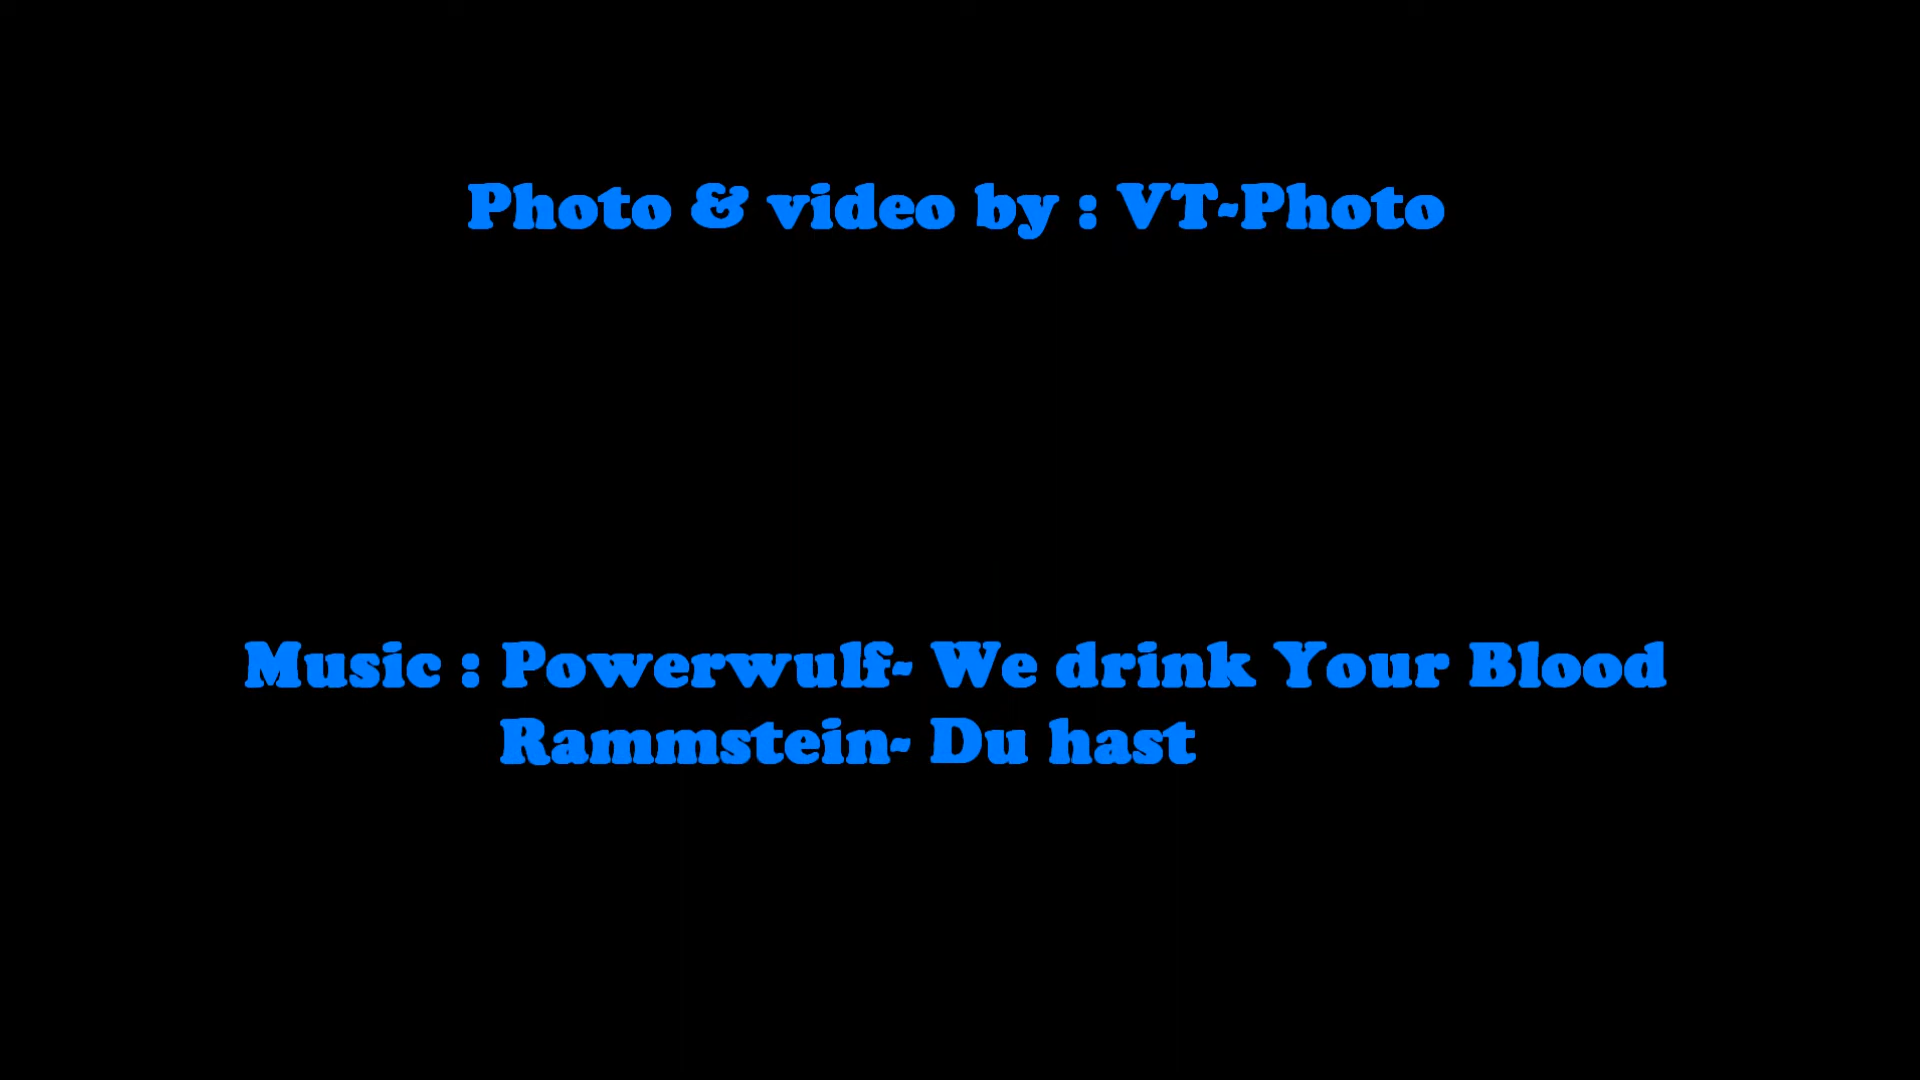 Photo & video by : VT-Photo
Music : Powerwulf- We drink Your Blood
Rammstein- Du hast